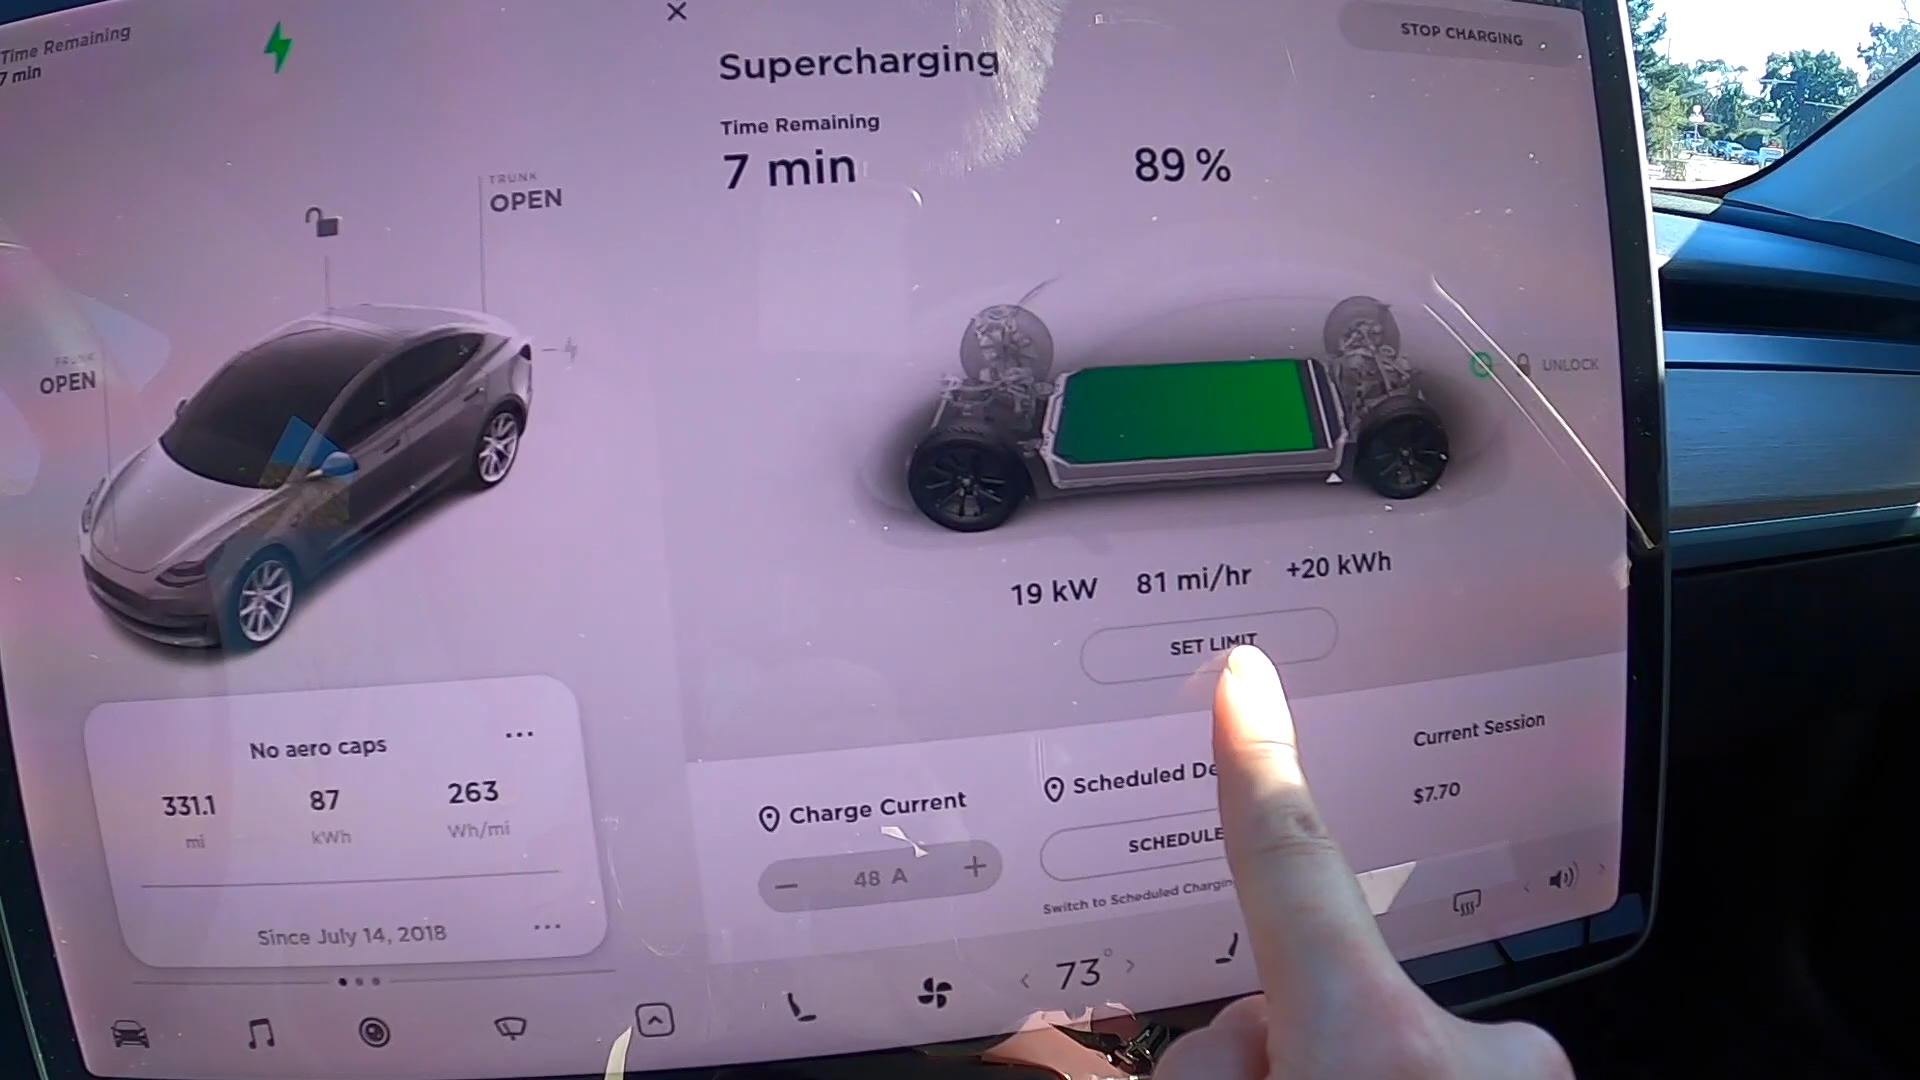 Time Remaining
7 min
TRUNK
OPEN
FRUNK
OPEN
No aero caps
...
331.1
87
263
mi
kWh
Wh/mi
Since July 14, 2018
...
Supercharging
STOP CHARGING
Time Remaining
7 min
89 %
UNLOCK
19 kW 81 mi/hr +20 kWh
SET LIMIT
Charge Current
48 A
Scheduled
SCHEDULE
Switch to Scheduled
Current Session
$7.70
73°